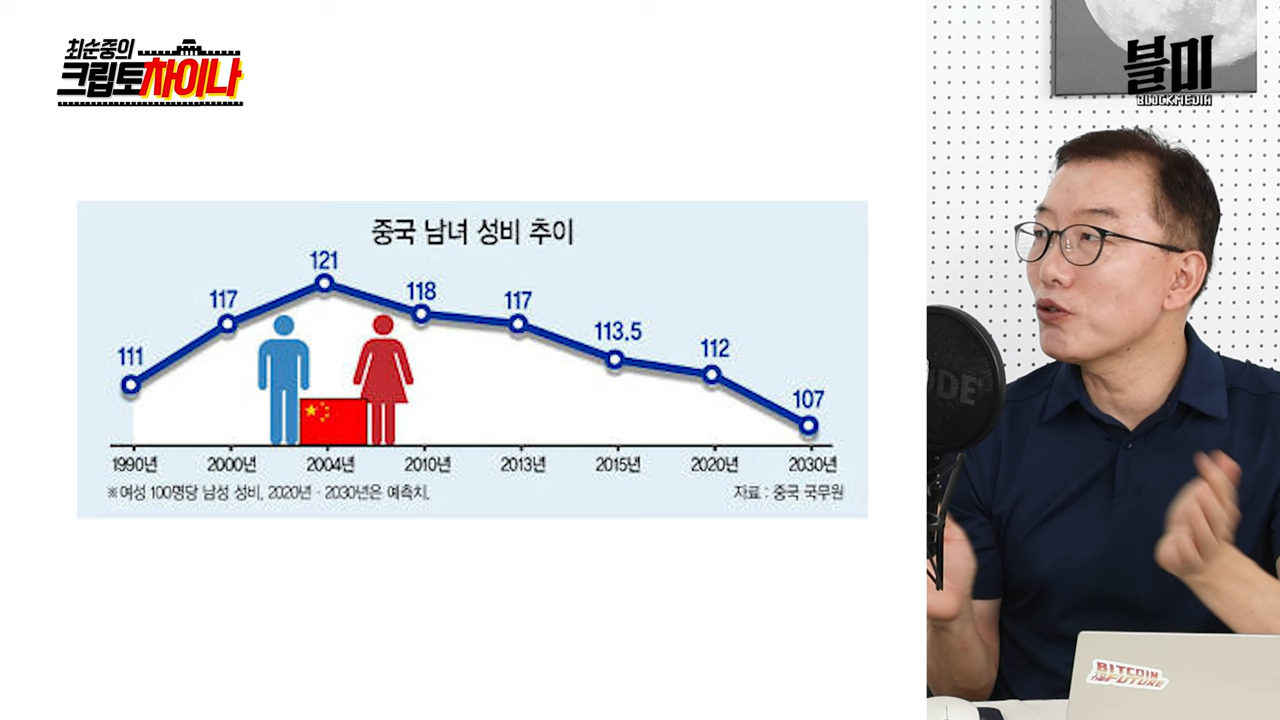 최순중의
크립토차이나
블미
BLOCKMEDIA
중국 남녀 성비 추이
111
117
121
118
117
113.5
112
107
1990년
2000년
2004년
2010년
2013년
2015년
2020년
2030년
※여성 100명당 남성 성비, 2020년·2030년은 예측치.
자료 : 중국 국무원
BITCOIN
FUTURE